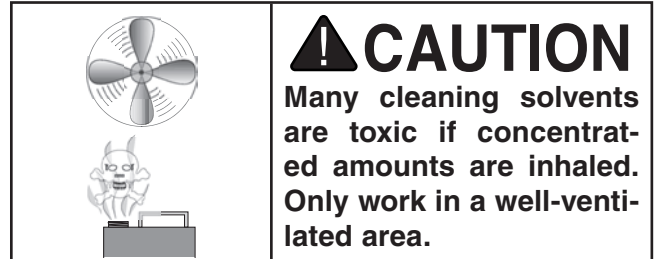 CAUTION
Many cleaning solvents
are toxic if concentrat-
ed amounts are inhaled.
Only work in a well-venti-
lated area.